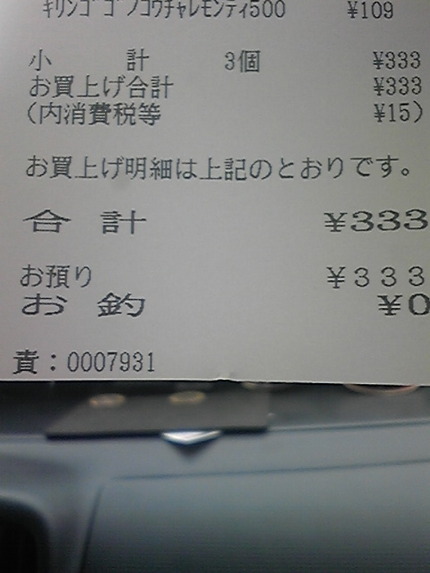 ｷﾘﾝｺﾞｺﾞﾉｺｳﾁｬﾚﾓﾝﾃｨ500 ¥109
小計 3個 ¥333
お買上げ合計 ¥333
(内消費税等 ¥15)
お買上げ明細は上記のとおりです。
合計 ¥333
お預り ¥333
お釣 ¥0
責：0007931